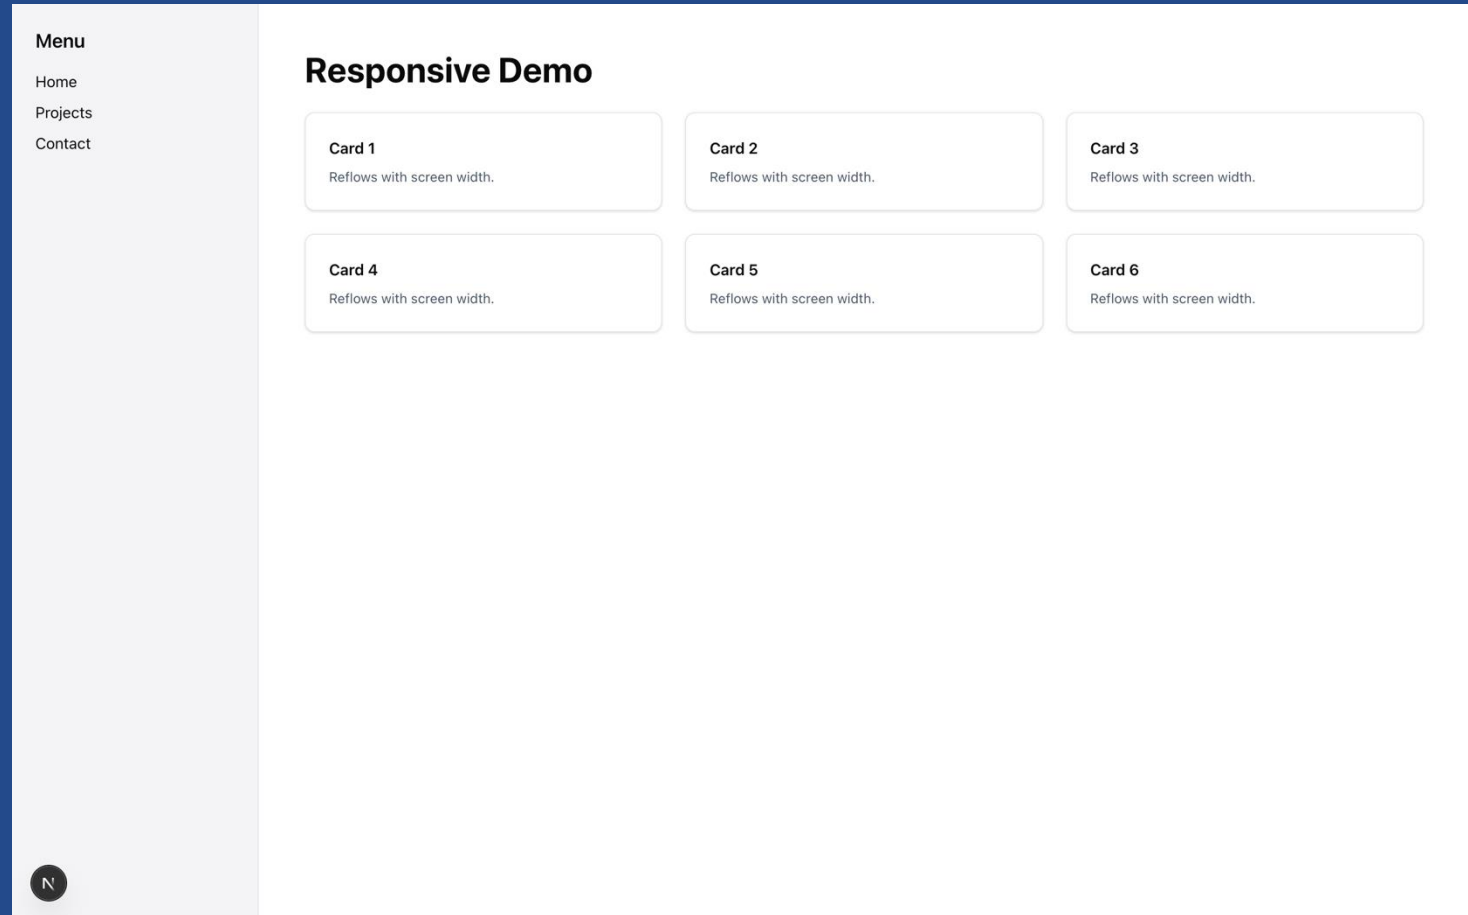 Menu
Home
Projects
Contact
Responsive Demo
Card 1
Reflows with screen width.
Card 2
Reflows with screen width.
Card 3
Reflows with screen width.
Card 4
Reflows with screen width.
Card 5
Reflows with screen width.
Card 6
Reflows with screen width.
N